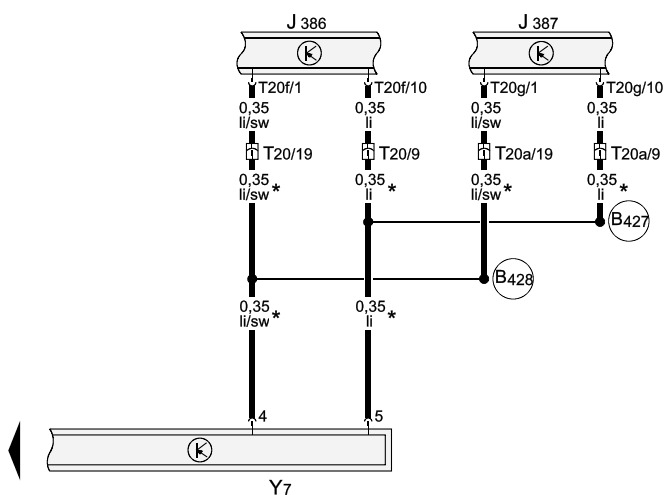 J 386 J 387
T20f/1 T20f/10 T20g/1 T20g/10
0,35 0,35 0,35 0,35
li/sw li li/sw li
T20/19 T20/9 T20a/19 T20a/9
0,35 * 0,35 * 0,35 * 0,35 *
li/sw li li/sw li
B427
B428
0,35 * 0,35 *
li/sw li
4 5
Y7